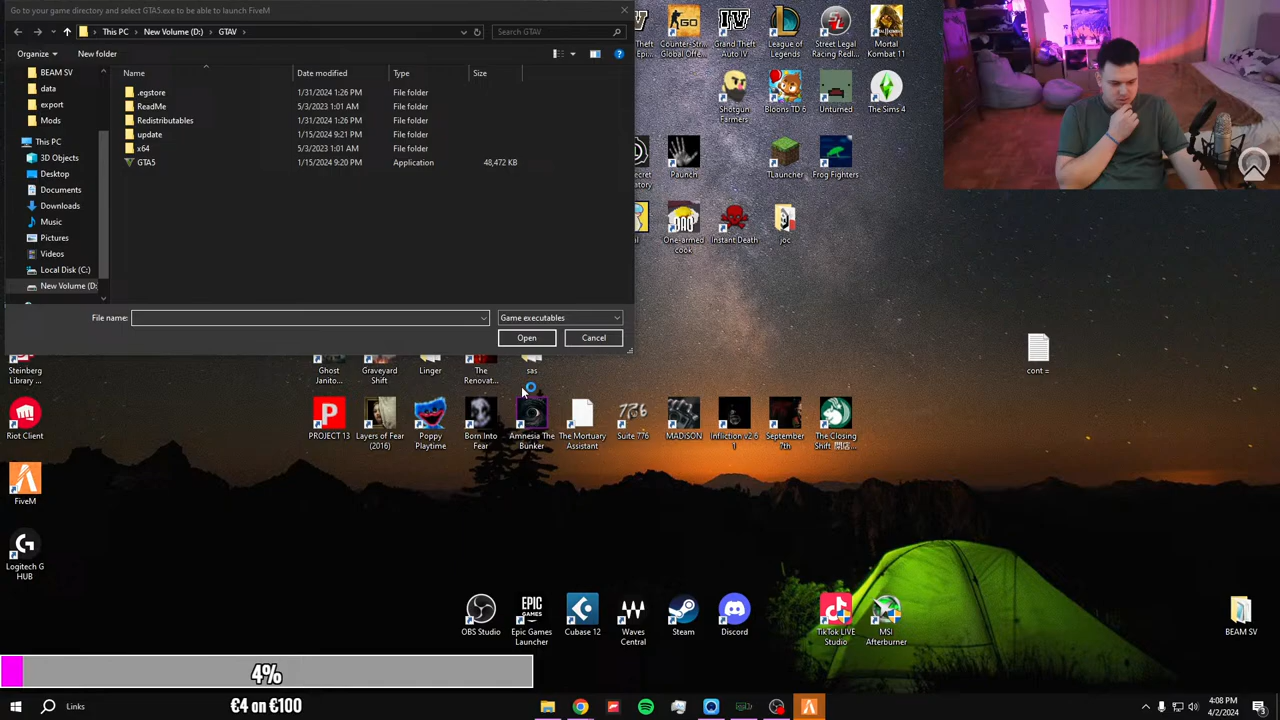 Go to your game directory and select GTA5.exe to be able to launch FiveM
This PC > New Volume (D:) > GTAV >
Search GTAV
Organize
New folder
BEAM SV
data
export
Mods
This PC
3D Objects
Desktop
Documents
Downloads
Music
Pictures
Videos
Local Disk (C:)
New Volume (D:
Name Date modified Type Size
.egstore 1/31/2024 1:26 PM File folder
ReadMe 5/3/2023 1:01 AM File folder
Redistributables 1/31/2024 1:26 PM File folder
update 1/15/2024 9:21 PM File folder
x64 5/3/2023 1:01 AM File folder
GTA5 1/15/2024 9:20 PM Application 48,472 KB
File name:
Game executables
Open
Cancel
Counter-Str...
Global Offe...
Grand Theft
Auto IV
League of
Legends
Street Legal
Racing Redl...
Mortal
Kombat 11
Shotgun
Farmers
Bloons TD 6
Unturned
The Sims 4
Paunch
TLauncher
Frog Fighters
One-armed
cook
Instant Death
joc
cont =
Steinberg
Library ...
Ghost
Janito...
Graveyard
Shift
Linger
The
Renovat...
sas
Riot Client
PROJECT 13
Layers of Fear
(2016)
Poppy
Playtime
Born Into
Fear
Amnesia The
Bunker
The Mortuary
Assistant
Suite 776
MADiSON
Infliction v2.6
1
September
7th
The Closing
Shift 閉店...
FiveM
Logitech G
HUB
OBS Studio
Epic Games
Launcher
Cubase 12
Waves
Central
Steam
Discord
TikTok LIVE
Studio
MSI
Afterburner
BEAM SV
4%
€4 on €100
Links
4:08 PM
4/2/2024